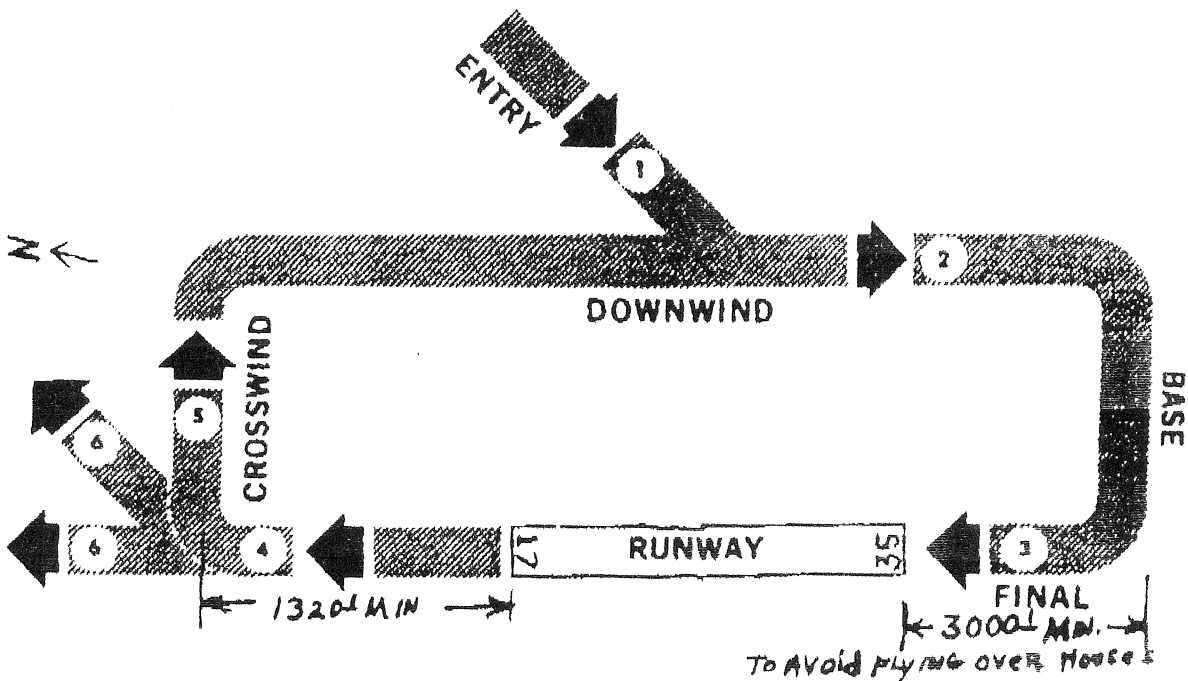 ENTRY
1
N
2
DOWNWIND
CROSSWIND
BASE
5
6
6
4
17
RUNWAY
35
3
FINAL
1320' MIN
3000' MIN.
To Avoid Flying over Houses